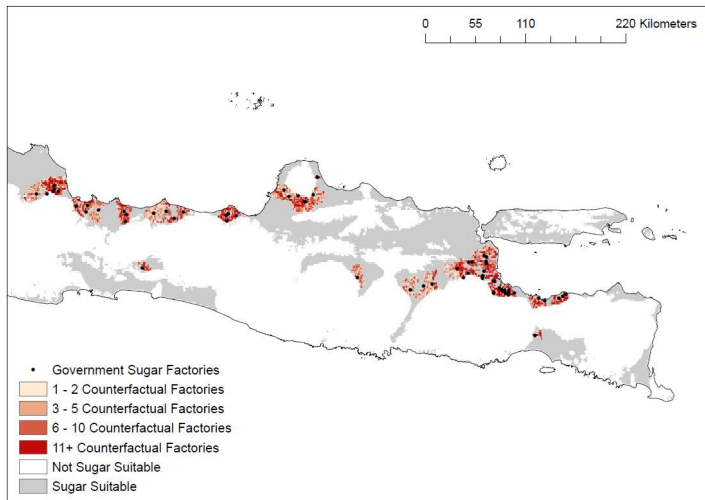 0 55 110 220 Kilometers
Government Sugar Factories
1 - 2 Counterfactual Factories
3 - 5 Counterfactual Factories
6 - 10 Counterfactual Factories
11+ Counterfactual Factories
Not Sugar Suitable
Sugar Suitable